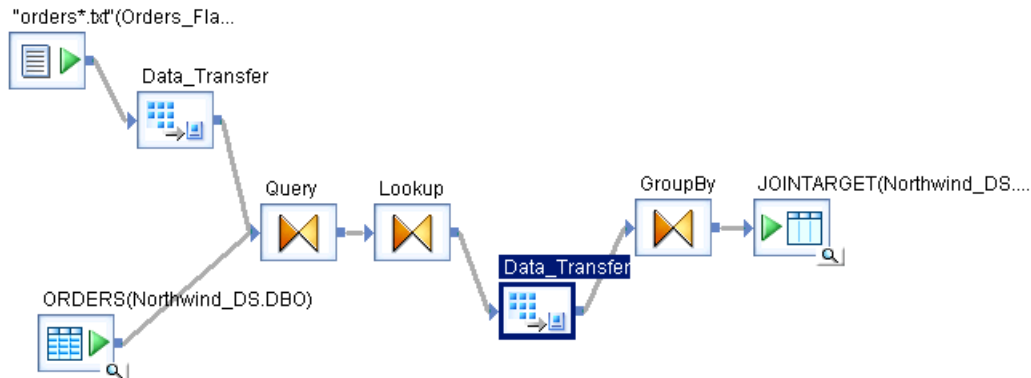 "orders*.txt"(Orders_Fla...
Data_Transfer
Query
Lookup
GroupBy
JOINTARGET(Northwind_DS....
Data_Transfer
ORDERS(Northwind_DS.DBO)